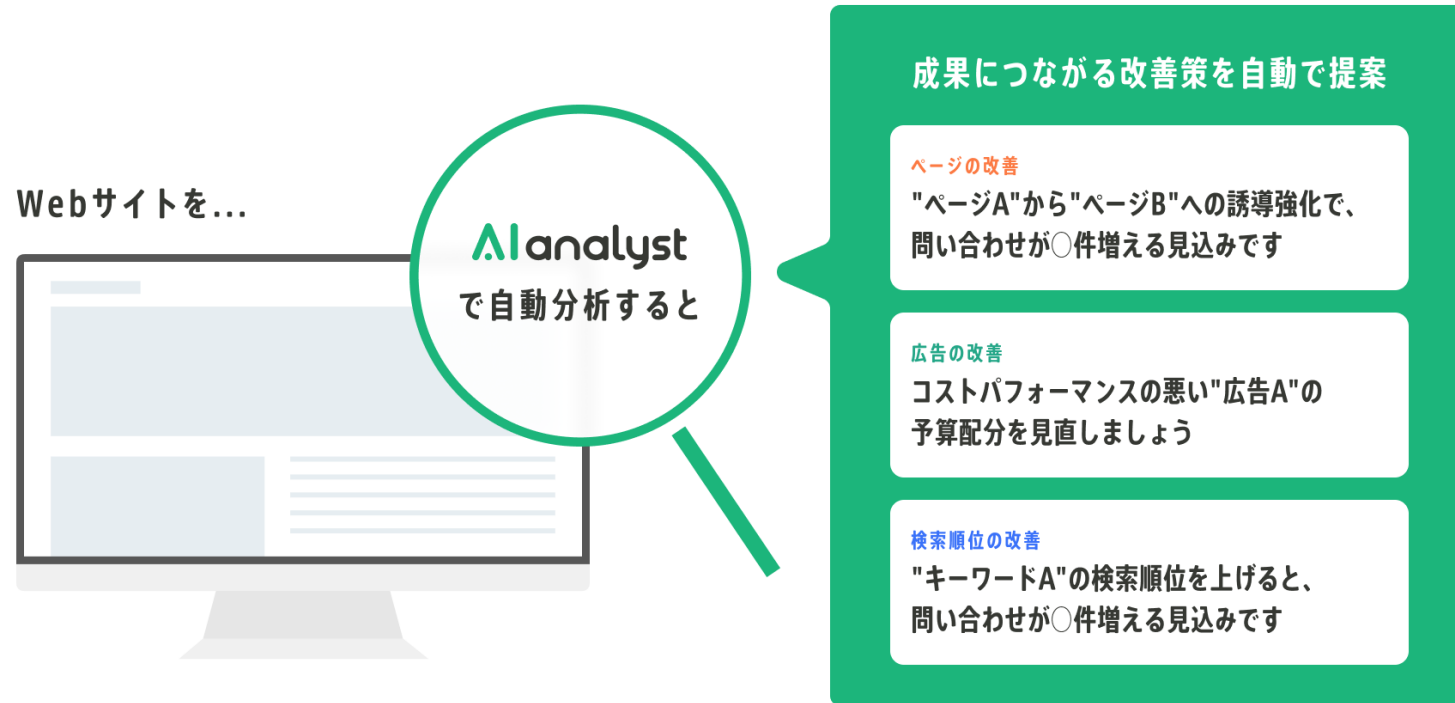 Webサイトを...
AI analyst
で自動分析すると
成果につながる改善策を自動で提案
ページの改善
"ページA"から"ページB"への誘導強化で、
問い合わせが○件増える見込みです
広告の改善
コストパフォーマンスの悪い"広告A"の
予算配分を見直しましょう
検索順位の改善
"キーワードA"の検索順位を上げると、
問い合わせが○件増える見込みです